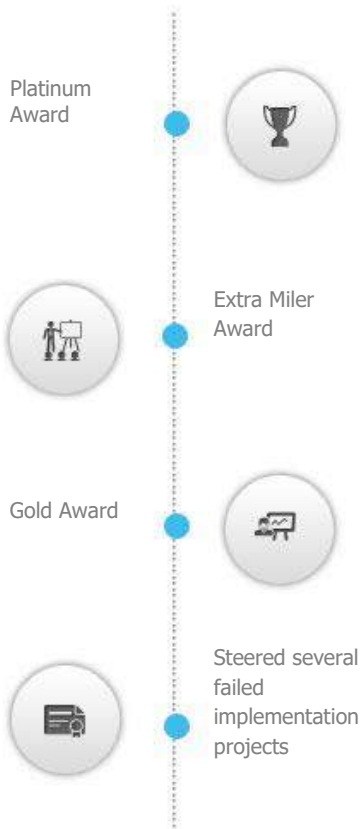 Platinum
Award
Extra Miler
Award
Gold Award
Steered several
failed
implementation
projects